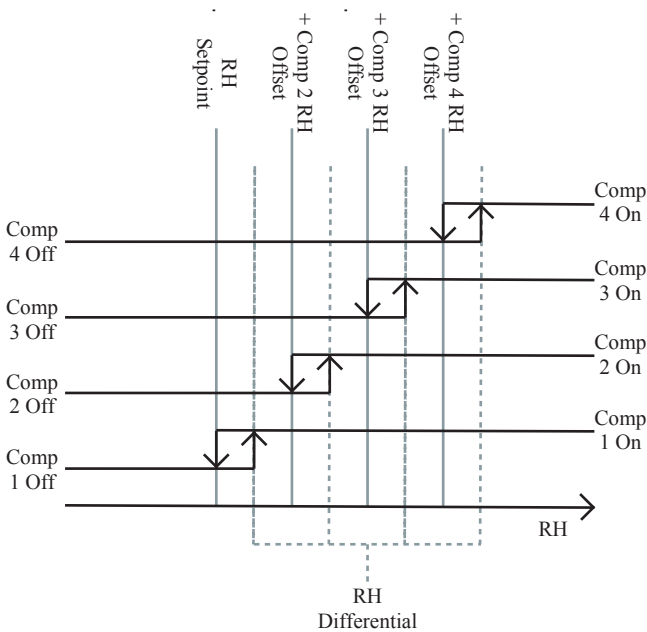 RH
Setpoint
+ Comp 2 RH
Offset
+ Comp 3 RH
Offset
+ Comp 4 RH
Offset
Comp
4 On
Comp
4 Off
Comp
3 On
Comp
3 Off
Comp
2 On
Comp
2 Off
Comp
1 On
Comp
1 Off
RH
RH
Differential